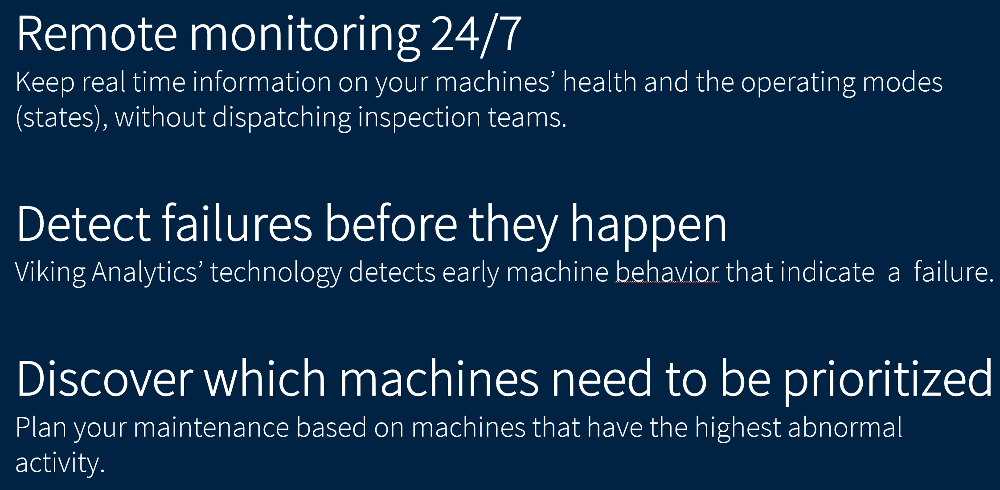 Remote monitoring 24/7
Keep real time information on your machines’ health and the operating modes
(states), without dispatching inspection teams.
Detect failures before they happen
Viking Analytics’ technology detects early machine behavior that indicate  a  failure.
Discover which machines need to be prioritized
Plan your maintenance based on machines that have the highest abnormal
activity.